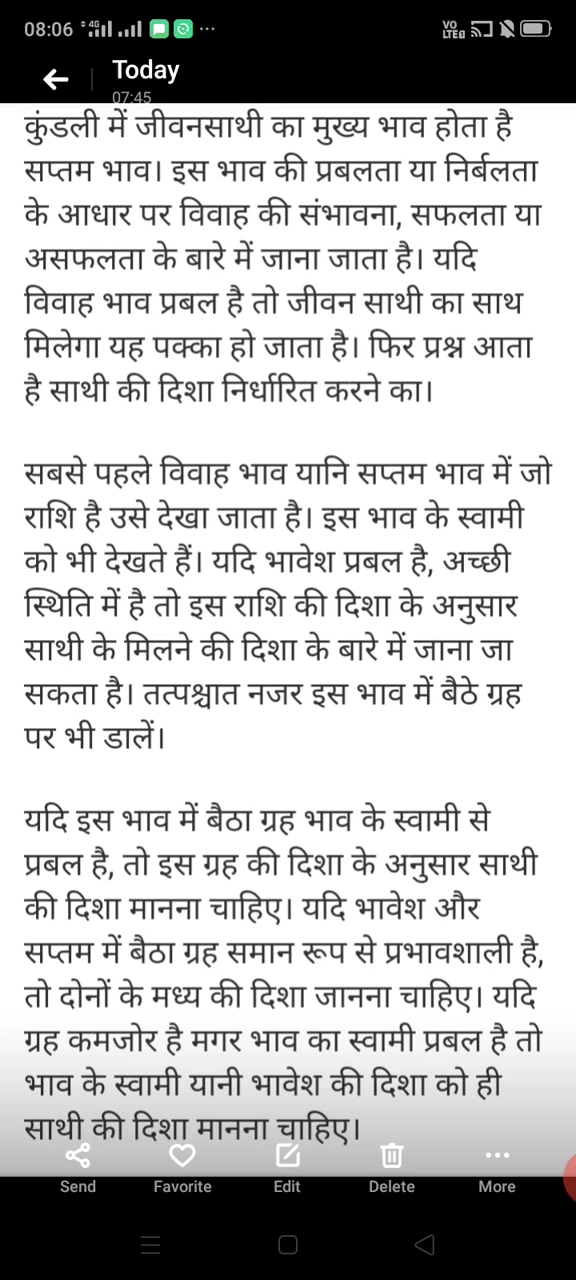 08:06
4G
VO
LTE
Today
07:45
कुंडली में जीवनसाथी का मुख्य भाव होता है
सप्तम भाव। इस भाव की प्रबलता या निर्बलता
के आधार पर विवाह की संभावना, सफलता या
असफलता के बारे में जाना जाता है। यदि
विवाह भाव प्रबल है तो जीवन साथी का साथ
मिलेगा यह पक्का हो जाता है। फिर प्रश्न आता
है साथी की दिशा निर्धारित करने का।
सबसे पहले विवाह भाव यानि सप्तम भाव में जो
राशि है उसे देखा जाता है। इस भाव के स्वामी
को भी देखते हैं। यदि भावेश प्रबल है, अच्छी
स्थिति में है तो इस राशि की दिशा के अनुसार
साथी के मिलने की दिशा के बारे में जाना जा
सकता है। तत्पश्चात नजर इस भाव में बैठे ग्रह
पर भी डालें।
यदि इस भाव में बैठा ग्रह भाव के स्वामी से
प्रबल है, तो इस ग्रह की दिशा के अनुसार साथी
की दिशा मानना चाहिए। यदि भावेश और
सप्तम में बैठा ग्रह समान रूप से प्रभावशाली है,
तो दोनों के मध्य की दिशा जानना चाहिए। यदि
ग्रह कमजोर है मगर भाव का स्वामी प्रबल है तो
भाव के स्वामी यानी भावेश की दिशा को ही
साथी की दिशा मानना चाहिए।
Send Favorite Edit Delete More